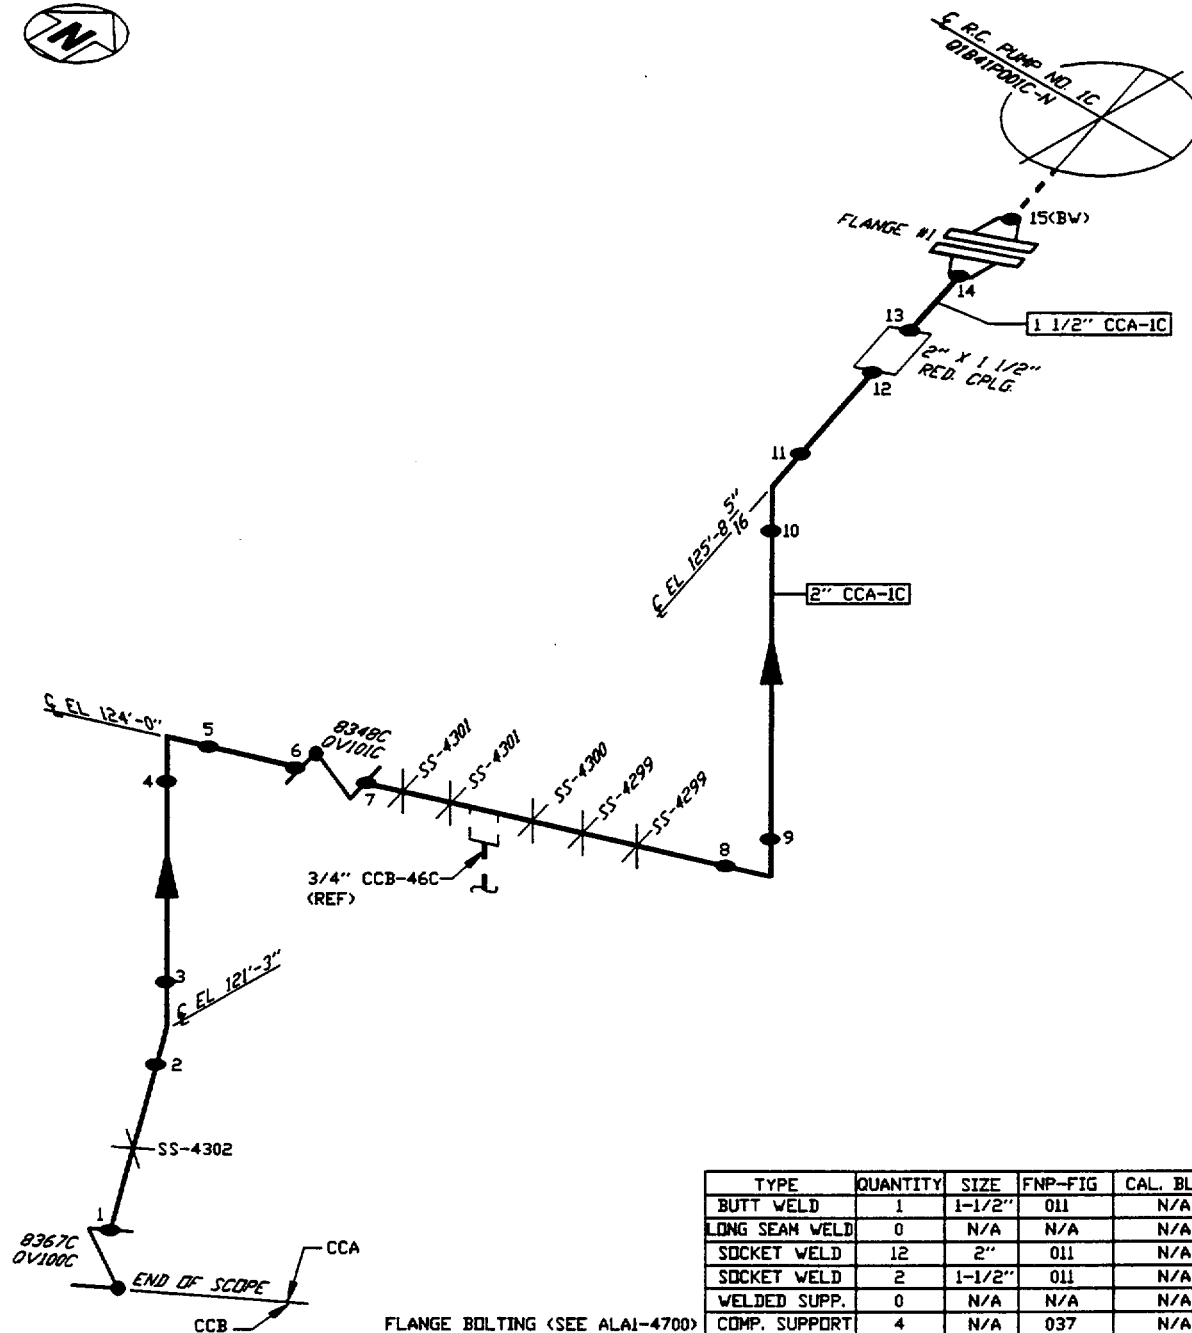 N
℄ R.C. PUMP NO. 1C
Q1B41P001C-N
15(BW)
FLANGE #1
14
13
1 1/2" CCA-1C
2" X 1 1/2"
RED. CPLG.
12
11
℄ EL 125'-8 5/16"
10
2" CCA-1C
℄ EL 124'-0"
5
6
8348C
QV101C
7
SS-4301
SS-4301
SS-4300
SS-4299
SS-4299
4
8
9
3/4" CCB-46C
(REF)
3
℄ EL 121'-3"
2
SS-4302
1
8367C
QV100C
END OF SCOPE
CCA
CCB
FLANGE BOLTING (SEE ALA1-4700)
TYPE QUANTITY SIZE FNP-FIG CAL. BL
BUTT WELD 1 1-1/2" 011 N/A
LONG SEAM WELD 0 N/A N/A N/A
SOCKET WELD 12 2" 011 N/A
SOCKET WELD 2 1-1/2" 011 N/A
WELDED SUPP. 0 N/A N/A N/A
COMP. SUPPORT 4 N/A 037 N/A